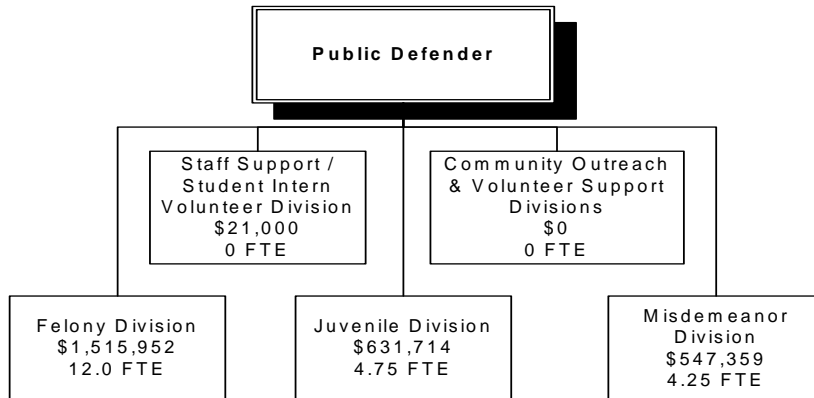 Public Defender
Staff Support /
Student Intern
Volunteer Division
$21,000
0 FTE
Community Outreach
& Volunteer Support
Divisions
$0
0 FTE
Felony Division
$1,515,952
12.0 FTE
Juvenile Division
$631,714
4.75 FTE
Misdemeanor
Division
$547,359
4.25 FTE